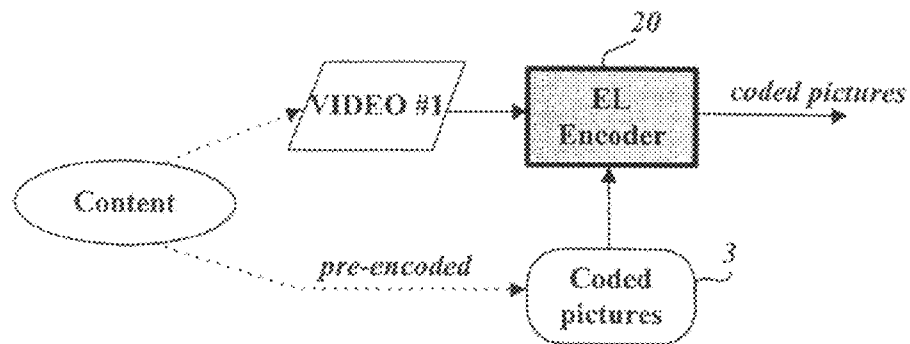 20
VIDEO #1
EL
Encoder
coded pictures
Content
pre-encoded
3
Coded
pictures